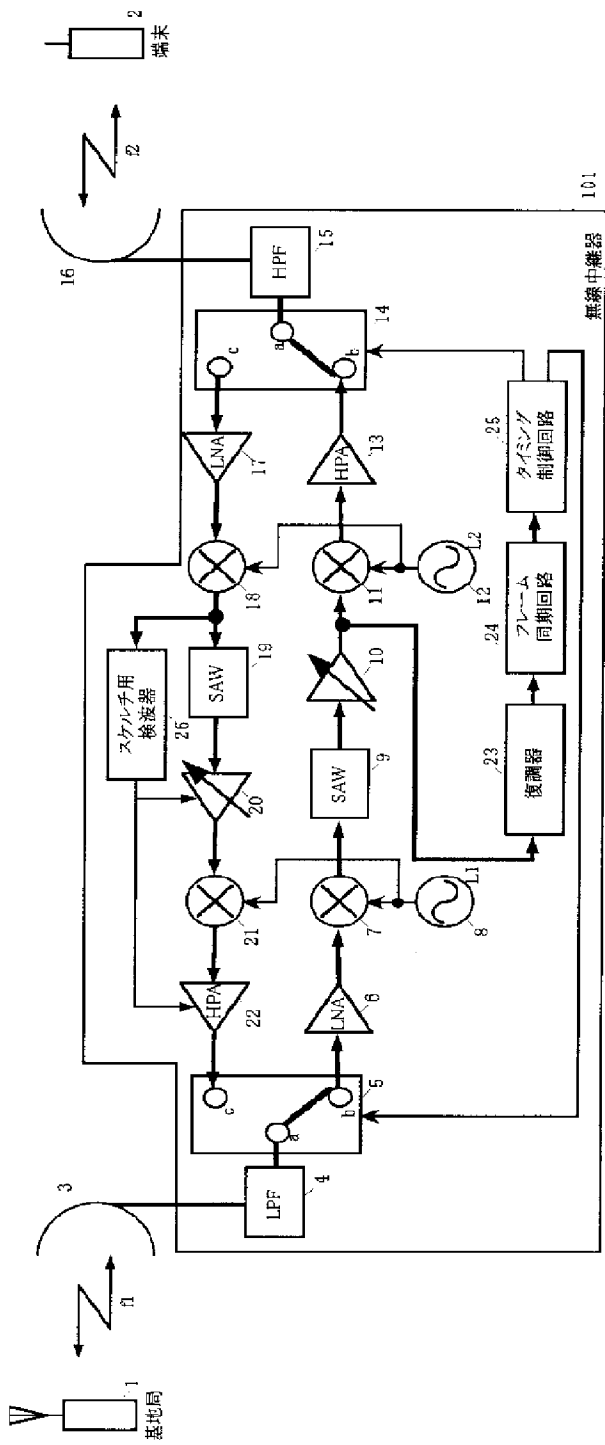 1
基地局
f1
3
LPF
4
a
b
c
5
LNA
6
7
L1
8
SAW
9
10
11
L2
12
HPA
13
a
b
c
14
HPF
15
16
f2
2
端末
LNA
17
18
スケルチ用
検波器
26
SAW
19
20
21
HPA
22
復調器
23
フレーム
同期回路
24
タイミング
制御回路
25
無線中継器
101